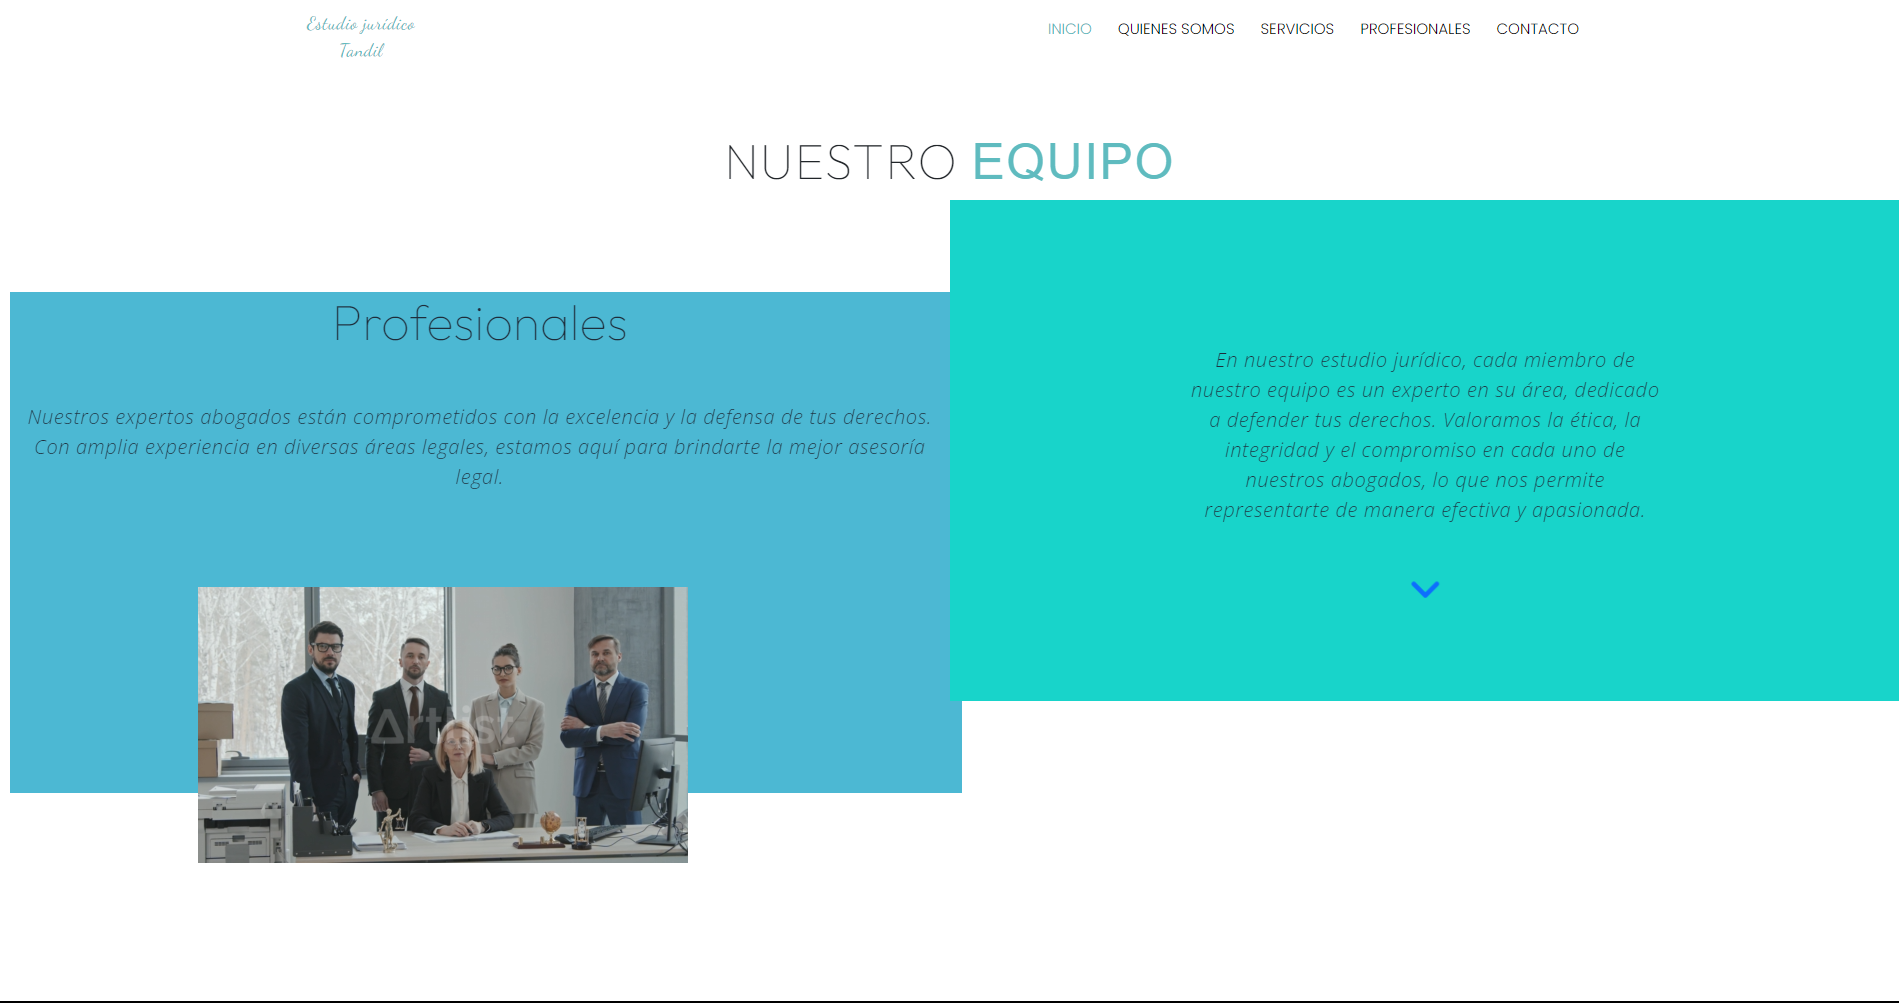 Estudio jurídico
Tandil
INICIO
QUIENES SOMOS
SERVICIOS
PROFESIONALES
CONTACTO
NUESTRO EQUIPO
Profesionales
Nuestros expertos abogados están comprometidos con la excelencia y la defensa de tus derechos.
Con amplia experiencia en diversas áreas legales, estamos aquí para brindarte la mejor asesoría
legal.
Artlist
En nuestro estudio jurídico, cada miembro de
nuestro equipo es un experto en su área, dedicado
a defender tus derechos. Valoramos la ética, la
integridad y el compromiso en cada uno de
nuestros abogados, lo que nos permite
representarte de manera efectiva y apasionada.